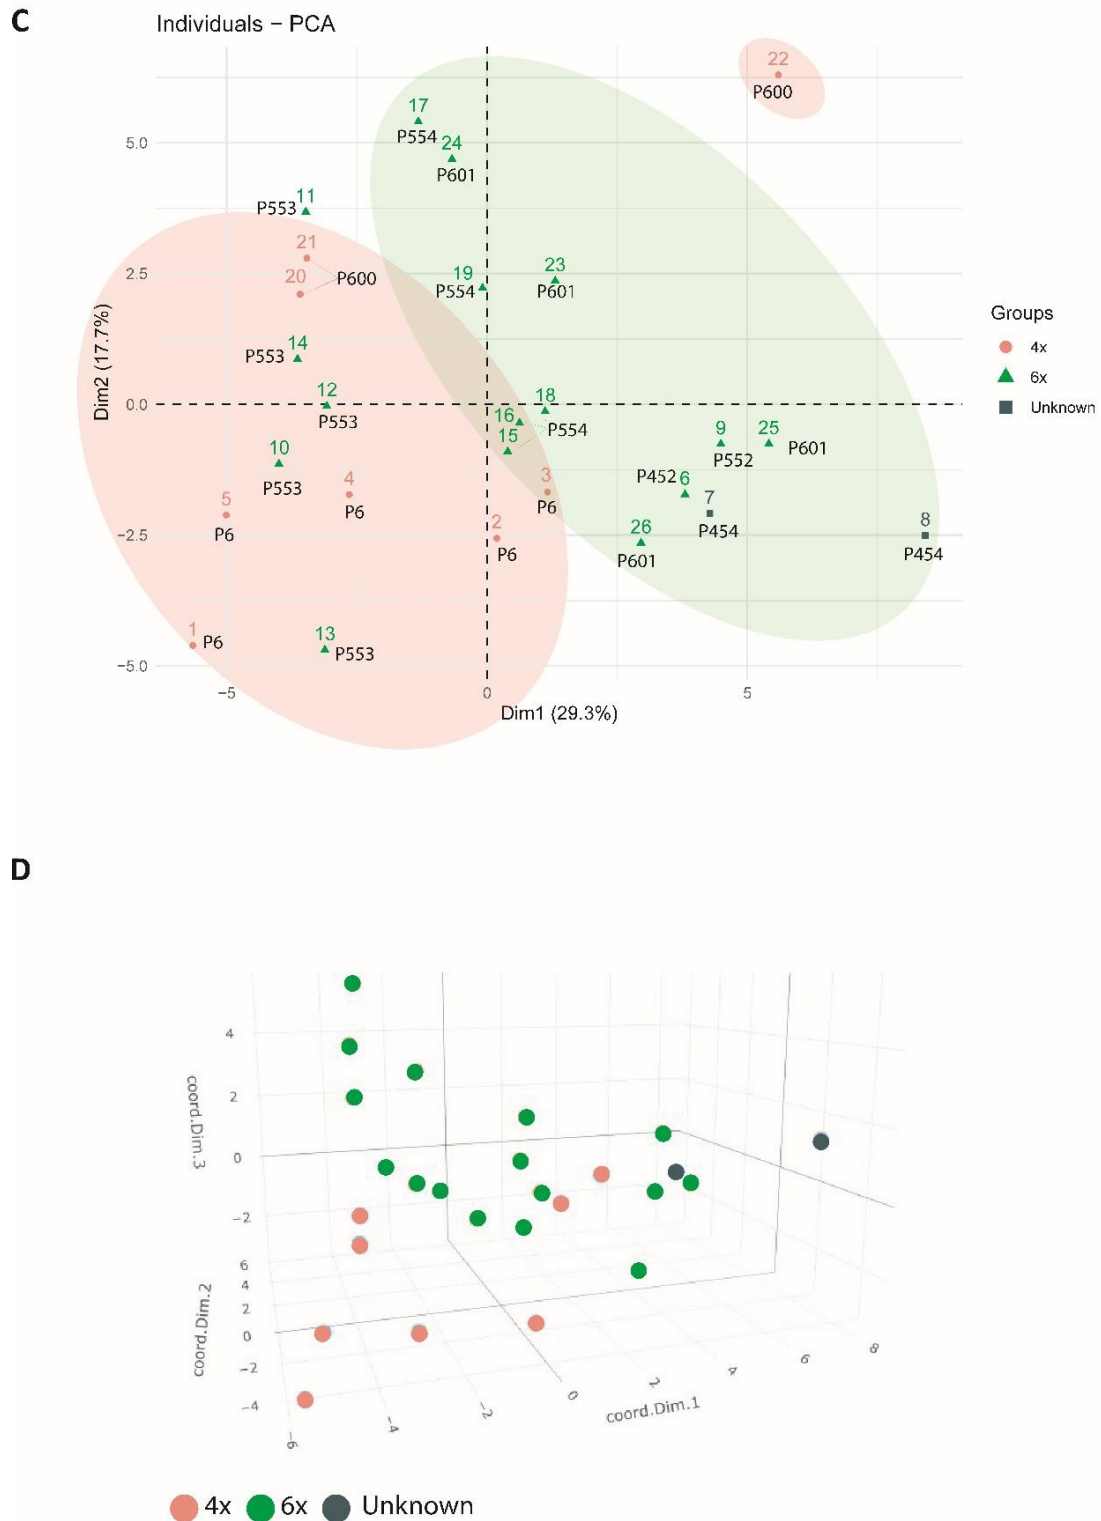 C
Individuals − PCA
22
P600
17
P554
24
P601
5.0
11
P553
21
20
P600
2.5
19
P554
23
P601
Groups
4x
6x
Unknown
14
P553
12
P553
0.0
Dim2 (17.7%)
18
16
15
P554
9
P552
25
P601
10
P553
4
P6
3
P6
P452
6
7
P454
5
P6
2
P6
−2.5
26
P601
8
P454
1
P6
13
P553
−5.0
−5
0
5
Dim1 (29.3%)
D
4
2
0
−2
coord.Dim.3
6
4
2
0
−2
−4
coord.Dim.2
−6
−4
−2
0
2
4
6
8
coord.Dim.1
4x 6x Unknown